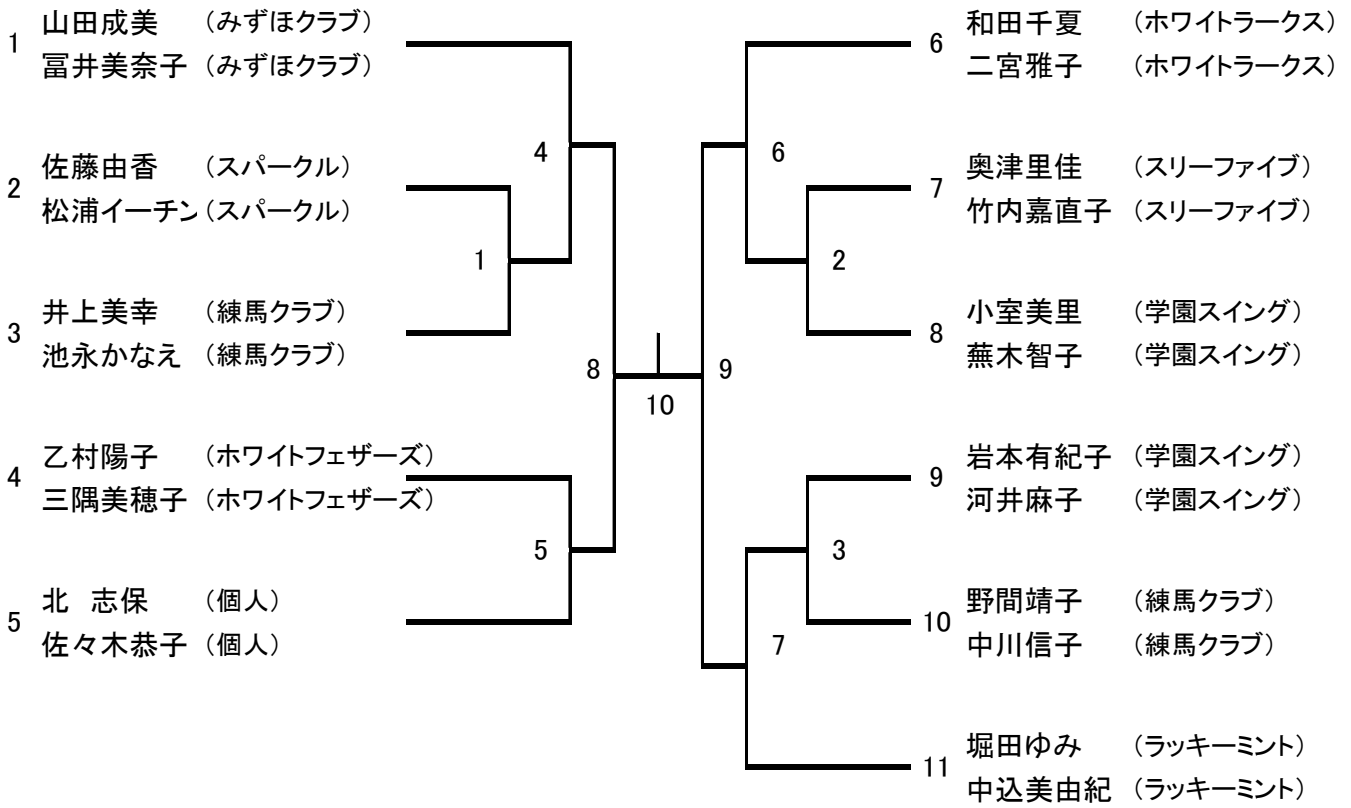 1
山田成美 （みずほクラブ）
冨井美奈子 （みずほクラブ）
2
佐藤由香 （スパークル）
松浦イーチン （スパークル）
3
井上美幸 （練馬クラブ）
池永かなえ （練馬クラブ）
4
乙村陽子 （ホワイトフェザーズ）
三隅美穂子 （ホワイトフェザーズ）
5
北 志保 （個人）
佐々木恭子 （個人）
4
1
5
8
10
9
6
2
3
7
6
和田千夏 （ホワイトラークス）
二宮雅子 （ホワイトラークス）
7
奥津里佳 （スリーファイブ）
竹内嘉直子 （スリーファイブ）
8
小室美里 （学園スイング）
蕪木智子 （学園スイング）
9
岩本有紀子 （学園スイング）
河井麻子 （学園スイング）
10
野間靖子 （練馬クラブ）
中川信子 （練馬クラブ）
11
堀田ゆみ （ラッキーミント）
中込美由紀 （ラッキーミント）